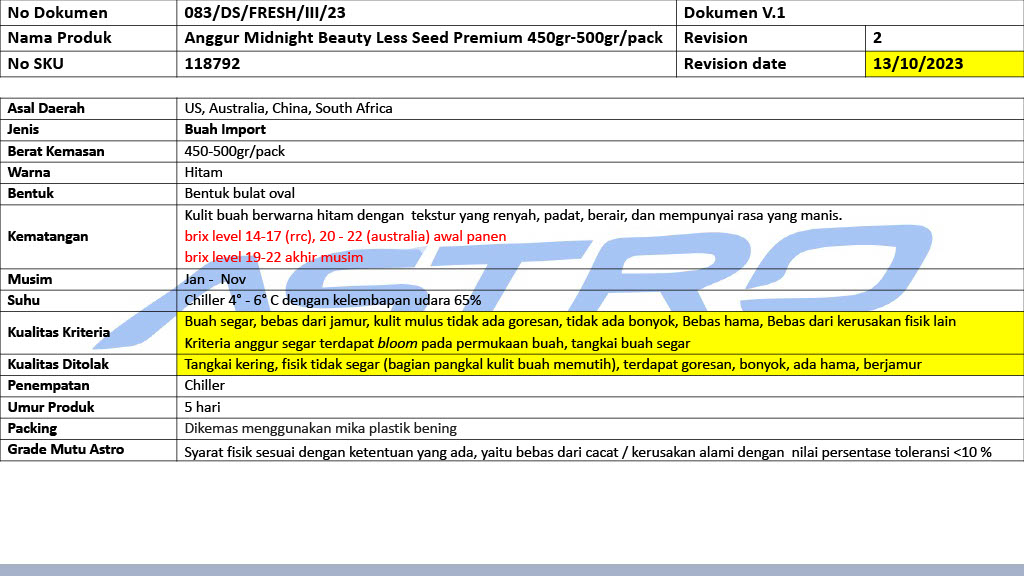 No Dokumen 083/DS/FRESH/III/23 Dokumen V.1
Nama Produk Anggur Midnight Beauty Less Seed Premium 450gr-500gr/pack Revision 2
No SKU 118792 Revision date 13/10/2023
Asal Daerah US, Australia, China, South Africa
Jenis Buah Import
Berat Kemasan 450-500gr/pack
Warna Hitam
Bentuk Bentuk bulat oval
Kematangan Kulit buah berwarna hitam dengan tekstur yang renyah, padat, berair, dan mempunyai rasa yang manis.
brix level 14-17 (rrc), 20 - 22 (australia) awal panen
brix level 19-22 akhir musim
Musim Jan - Nov
Suhu Chiller 4° - 6° C dengan kelembapan udara 65%
Kualitas Kriteria Buah segar, bebas dari jamur, kulit mulus tidak ada goresan, tidak ada bonyok, Bebas hama, Bebas dari kerusakan fisik lain
Kriteria anggur segar terdapat bloom pada permukaan buah, tangkai buah segar
Kualitas Ditolak Tangkai kering, fisik tidak segar (bagian pangkal kulit buah memutih), terdapat goresan, bonyok, ada hama, berjamur
Penempatan Chiller
Umur Produk 5 hari
Packing Dikemas menggunakan mika plastik bening
Grade Mutu Astro Syarat fisik sesuai dengan ketentuan yang ada, yaitu bebas dari cacat / kerusakan alami dengan nilai persentase toleransi <10 %
ASTRO